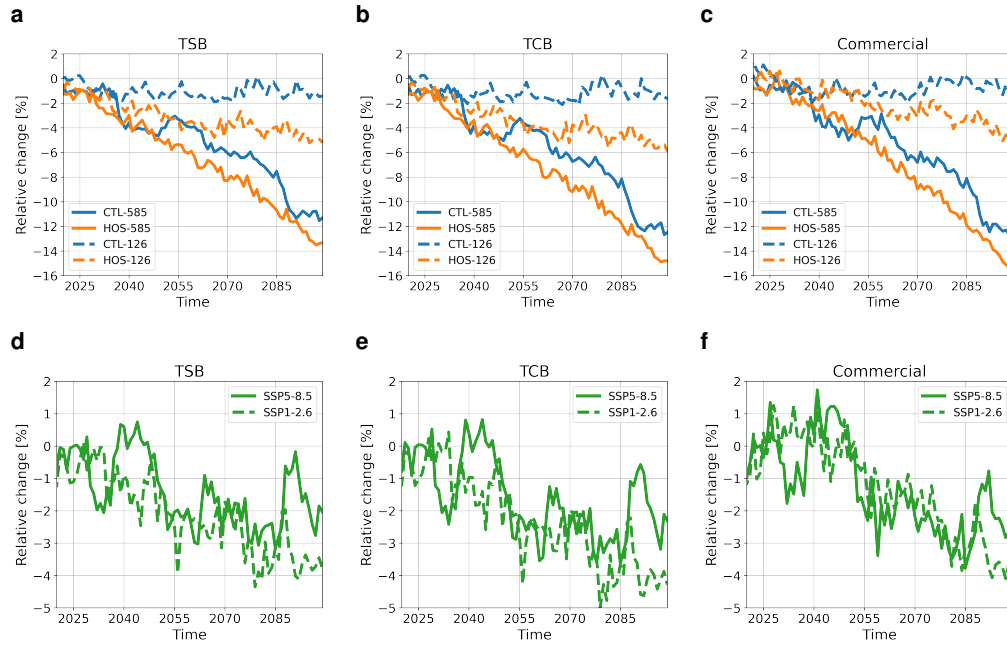 a
b
c
TSB
TCB
Commercial
Relative change [%]
2
0
−2
−4
−6
−8
−10
−12
−14
−16
CTL-585
HOS-585
CTL-126
HOS-126
2025
2040
2055
2070
2085
Time
Relative change [%]
2
0
−2
−4
−6
−8
−10
−12
−14
−16
CTL-585
HOS-585
CTL-126
HOS-126
2025
2040
2055
2070
2085
Time
Relative change [%]
2
0
−2
−4
−6
−8
−10
−12
−14
−16
CTL-585
HOS-585
CTL-126
HOS-126
2025
2040
2055
2070
2085
Time
d
e
f
TSB
TCB
Commercial
Relative change [%]
2
1
0
−1
−2
−3
−4
−5
SSP5-8.5
SSP1-2.6
2025
2040
2055
2070
2085
Time
Relative change [%]
2
1
0
−1
−2
−3
−4
−5
SSP5-8.5
SSP1-2.6
2025
2040
2055
2070
2085
Time
Relative change [%]
2
1
0
−1
−2
−3
−4
−5
SSP5-8.5
SSP1-2.6
2025
2040
2055
2070
2085
Time